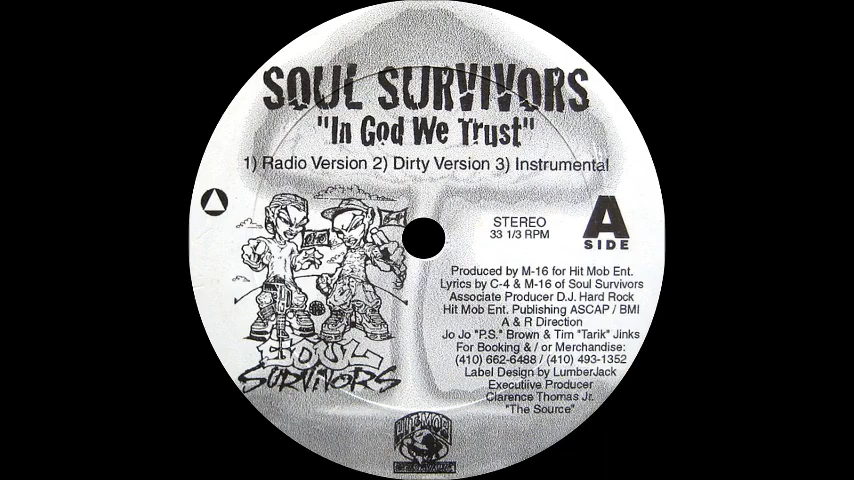 SOUL SURVIVORS
"In God We Trust"
1) Radio Version 2) Dirty Version 3) Instrumental
STEREO
33 1/3 RPM
A
SIDE
Produced by M-16 for Hit Mob Ent.
Lyrics by C-4 & M-16 of Soul Survivors
Associate Producer D.J. Hard Rock
Hit Mob Ent. Publishing ASCAP / BMI
A & R Direction
Jo Jo "P.S." Brown & Tim "Tarik" Jinks
For Booking & / or Merchandise:
(410) 662-6488 / (410) 493-1352
Label Design by LumberJack
Executiive Producer
Clarence Thomas Jr.
"The Source"
SOUL
SURVIVORS
HIT MOB